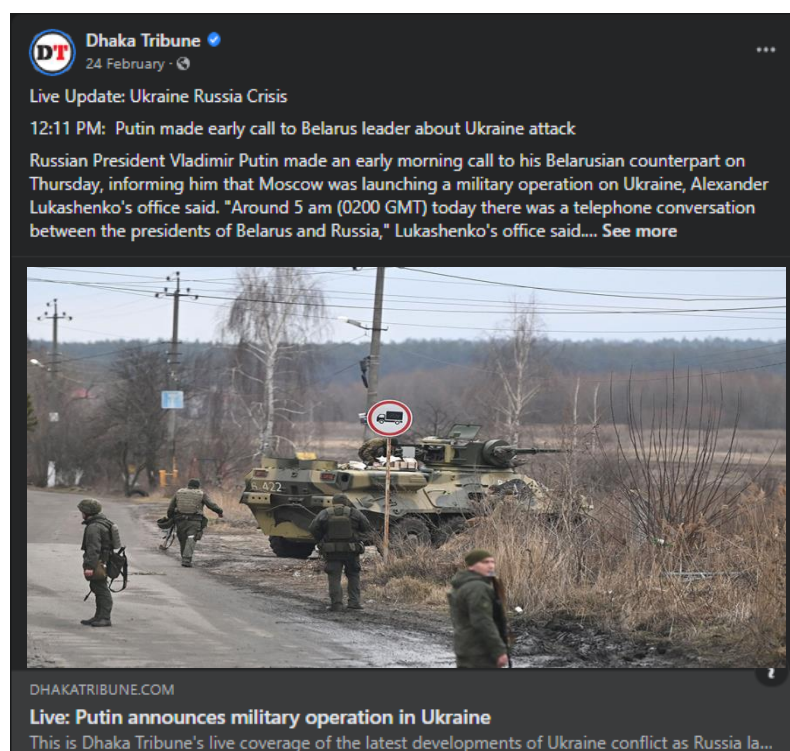 DT
Dhaka Tribune
24 February ·
Live Update: Ukraine Russia Crisis
12:11 PM: Putin made early call to Belarus leader about Ukraine attack
Russian President Vladimir Putin made an early morning call to his Belarusian counterpart on
Thursday, informing him that Moscow was launching a military operation on Ukraine, Alexander
Lukashenko's office said. "Around 5 am (0200 GMT) today there was a telephone conversation
between the presidents of Belarus and Russia," Lukashenko's office said.... See more
422
DHAKATRIBUNE.COM
Live: Putin announces military operation in Ukraine
This is Dhaka Tribune's live coverage of the latest developments of Ukraine conflict as Russia la...